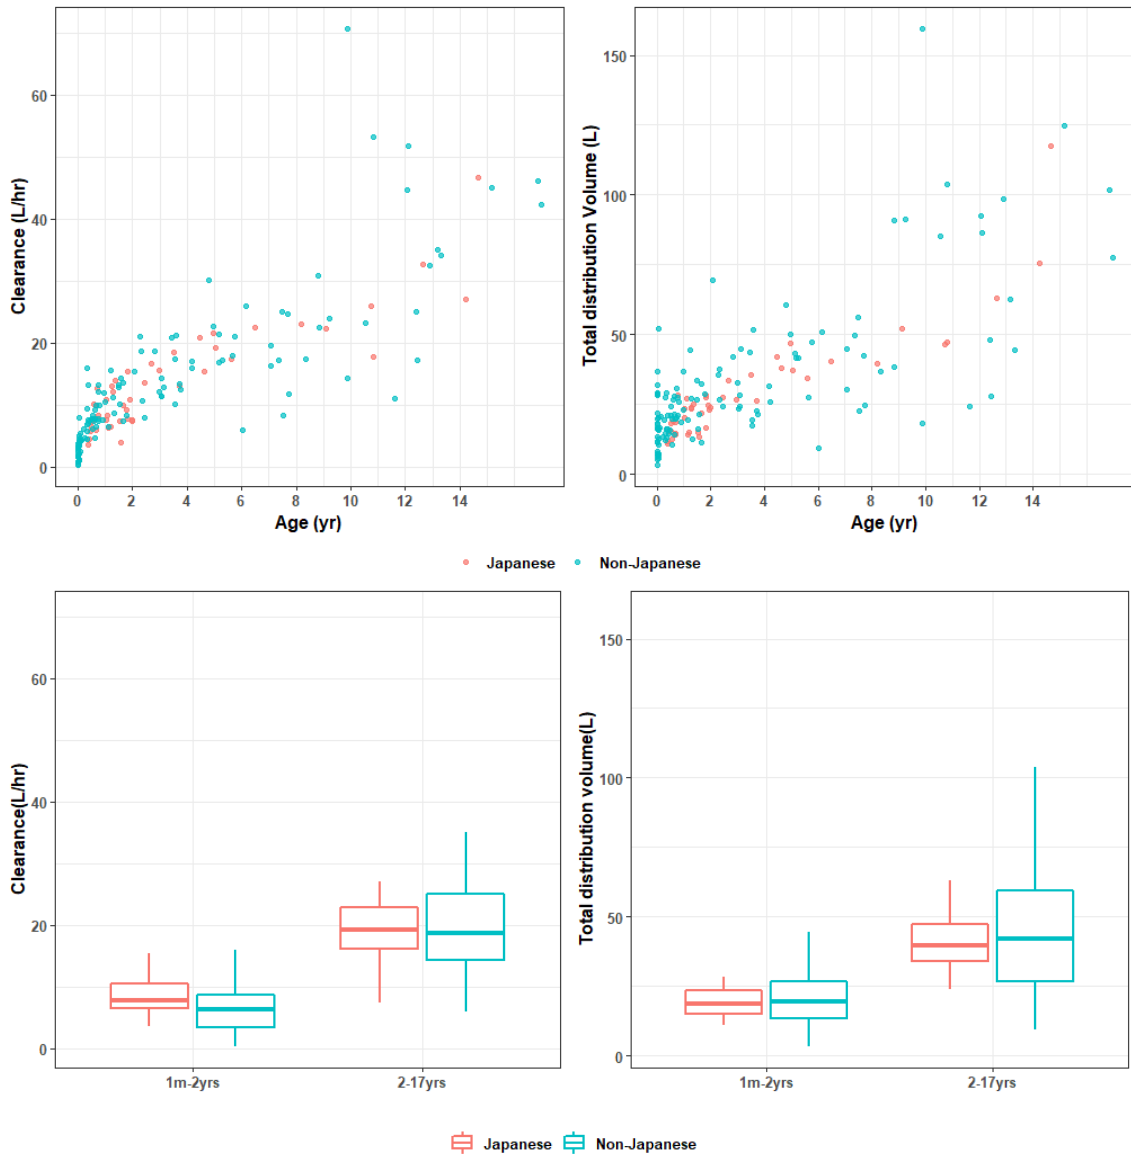 Clearance (L/hr)
60
40
20
0
0 2 4 6 8 10 12 14
Age (yr)
Total distribution Volume (L)
150
100
50
0
0 2 4 6 8 10 12 14
Age (yr)
Japanese Non-Japanese
Clearance(L/hr)
60
40
20
0
1m-2yrs 2-17yrs
Total distribution volume(L)
150
100
50
0
1m-2yrs 2-17yrs
Japanese Non-Japanese